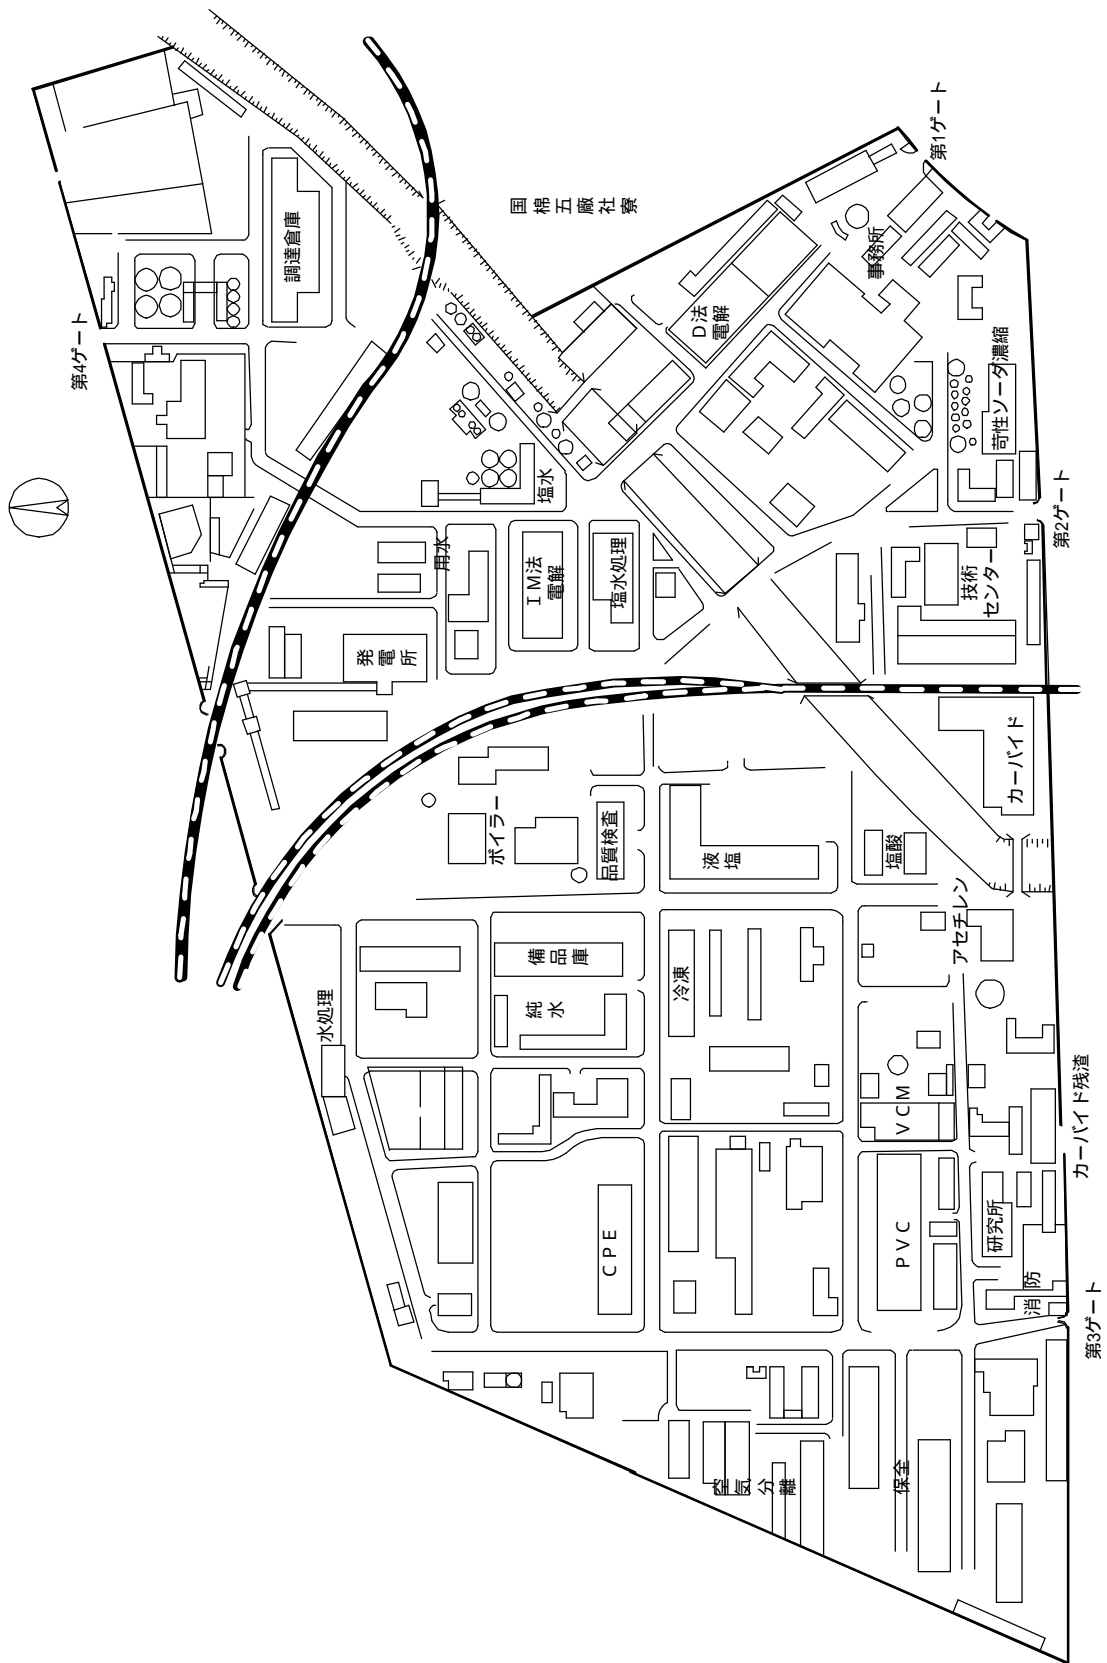 第1ゲート
国棉五廠社寮
事務所
調達倉庫
D法
電解
第4ゲート
苛性ソーダ濃縮
塩水
第2ゲート
用水
IM法
電解
塩水処理
技術
センター
発電所
カーバイド
ボイラー
品質検査
液塩
塩酸
アセチレン
備品庫
冷凍
純水
水処理
VCM
カーバイド残渣
CPE
PVC
研究所
消防
第3ゲート
空気分離
保全